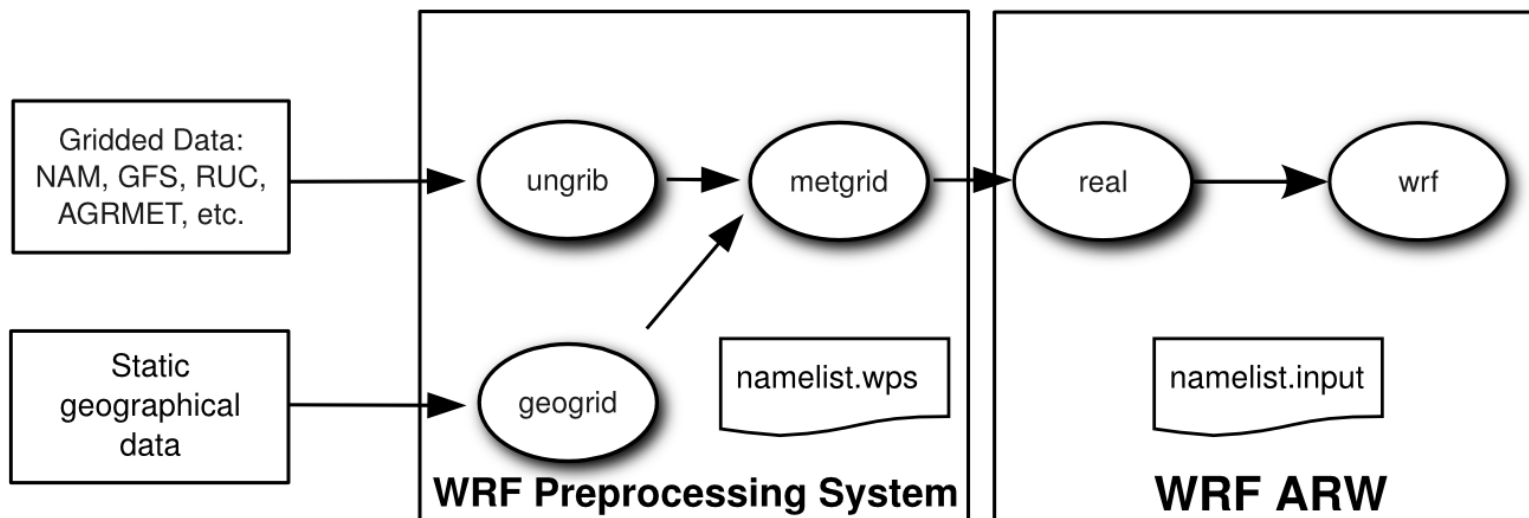 Gridded Data:
NAM, GFS, RUC,
AGRMET, etc.
ungrib
metgrid
real
wrf
Static
geographical
data
geogrid
namelist.wps
namelist.input
WRF Preprocessing System
WRF ARW